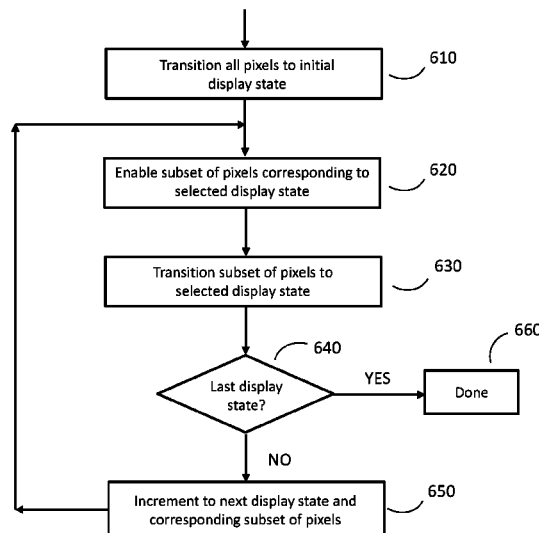 Transition all pixels to initial
display state
610
Enable subset of pixels corresponding to
selected display state
620
Transition subset of pixels to
selected display state
630
640
Last display
state?
YES
660
Done
NO
Increment to next display state and
corresponding subset of pixels
650